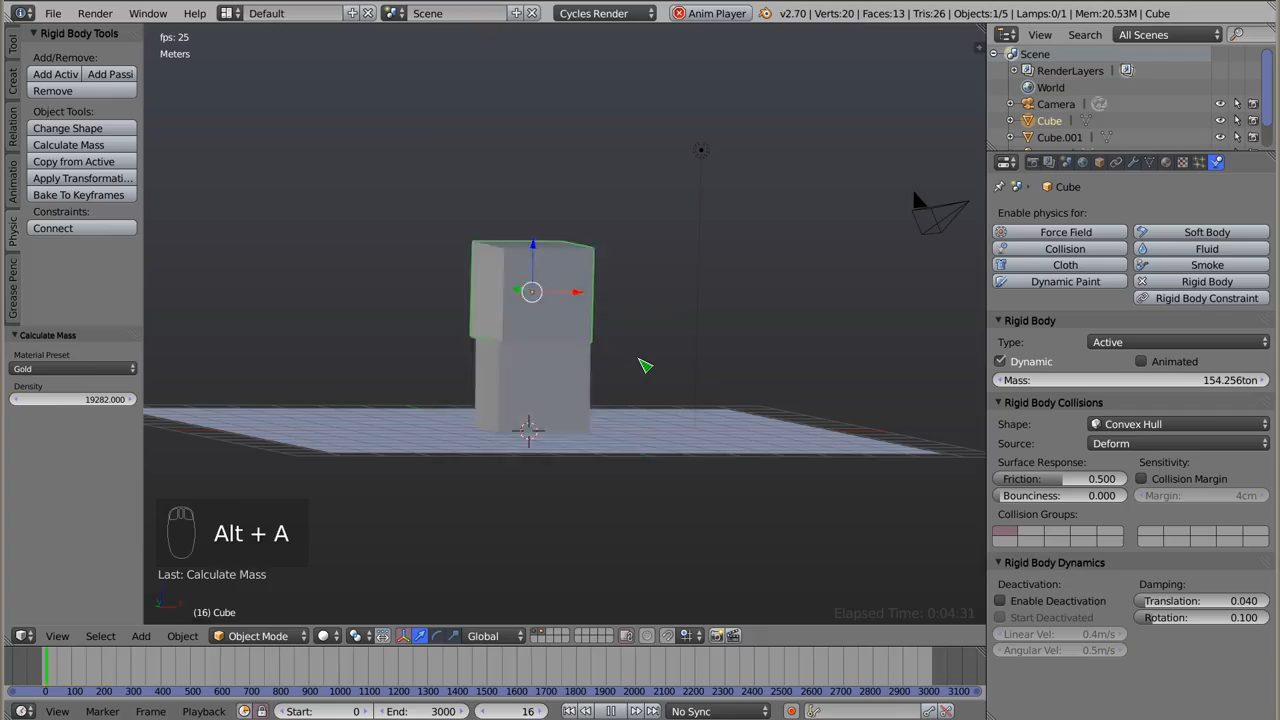 File Render Window Help Default Scene Cycles Render Anim Player v2.70 | Verts:20 | Faces:13 | Tris:26 | Objects:1/5 | Lamps:0/1 | Mem:20.53M | Cube
Rigid Body Tools
Add/Remove:
Add Activ Add Passi
Remove
Object Tools:
Change Shape
Calculate Mass
Copy from Active
Apply Transformati...
Bake To Keyframes
Constraints:
Connect
Tool
Creat
Relation
Animatio
Physic
Grease Penc
Calculate Mass
Material Preset
Gold
Density
19282.000
fps: 25
Meters
Alt + A
Last: Calculate Mass
(16) Cube
Elapsed Time: 0:04:31
View Search All Scenes
Scene
RenderLayers
World
Camera
Cube
Cube.001
Cube
Enable physics for:
Force Field Soft Body
Collision Fluid
Cloth Smoke
Dynamic Paint Rigid Body
Rigid Body Constraint
Rigid Body
Type: Active
Dynamic Animated
Mass: 154.256ton
Rigid Body Collisions
Shape: Convex Hull
Source: Deform
Surface Response: Sensitivity:
Friction: 0.500 Collision Margin
Bounciness: 0.000 Margin: 4cm
Collision Groups:
Rigid Body Dynamics
Deactivation: Damping:
Enable Deactivation Translation: 0.040
Start Deactivated Rotation: 0.100
Linear Vel: 0.4m/s
Angular Vel: 0.5m/s
View Select Add Object Object Mode Global
0 100 200 300 400 500 600 700 800 900 1000 1100 1200 1300 1400 1500 1600 1700 1800 1900 2000 2100 2200 2300 2400 2500 2600 2700 2800 2900 3000 3100
View Marker Frame Playback Start: 0 End: 3000 16 No Sync